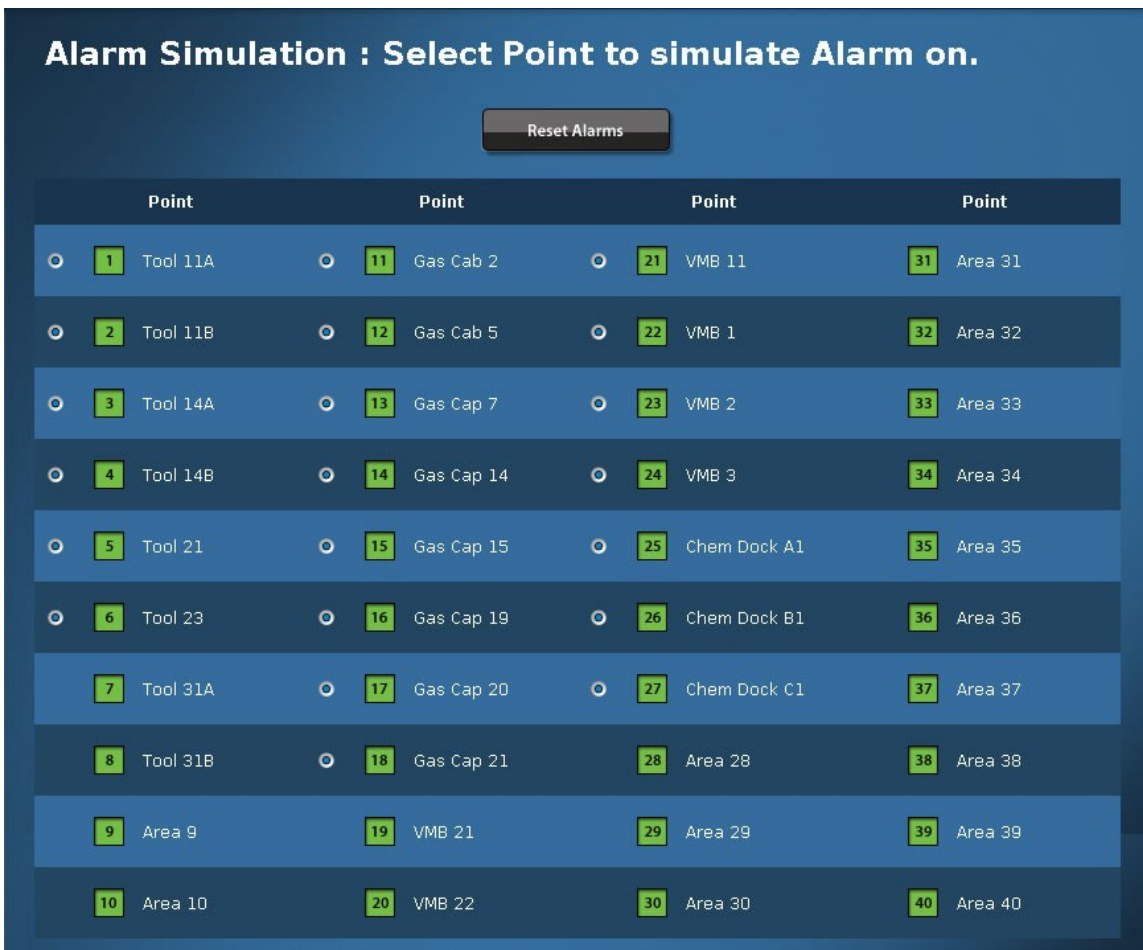 Alarm Simulation : Select Point to simulate Alarm on.
Reset Alarms
Point Point Point Point
1 Tool 11A 11 Gas Cab 2 21 VMB 11 31 Area 31
2 Tool 11B 12 Gas Cab 5 22 VMB 1 32 Area 32
3 Tool 14A 13 Gas Cap 7 23 VMB 2 33 Area 33
4 Tool 14B 14 Gas Cap 14 24 VMB 3 34 Area 34
5 Tool 21 15 Gas Cap 15 25 Chem Dock A1 35 Area 35
6 Tool 23 16 Gas Cap 19 26 Chem Dock B1 36 Area 36
7 Tool 31A 17 Gas Cap 20 27 Chem Dock C1 37 Area 37
8 Tool 31B 18 Gas Cap 21 28 Area 28 38 Area 38
9 Area 9 19 VMB 21 29 Area 29 39 Area 39
10 Area 10 20 VMB 22 30 Area 30 40 Area 40